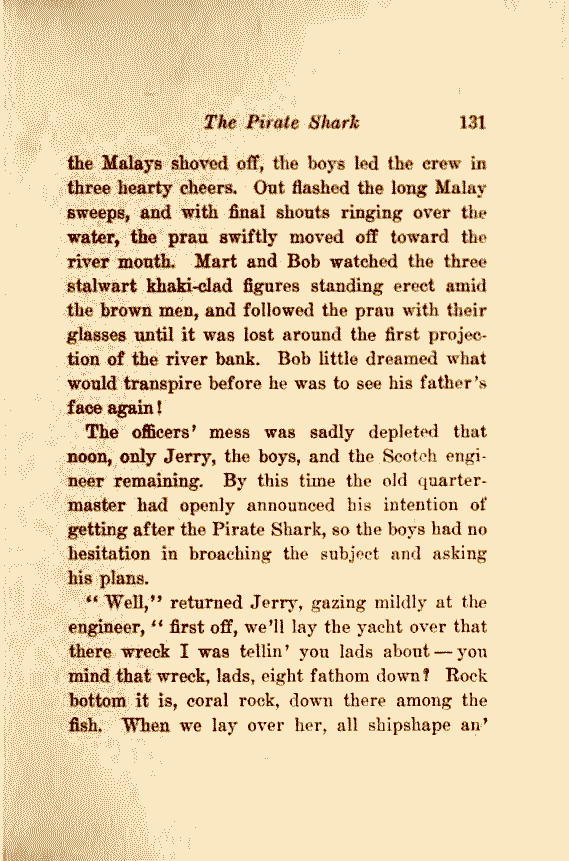 The Pirate Shark 131
the Malays shoved off, the boys led the crew in
three hearty cheers. Out flashed the long Malay
sweeps, and with final shouts ringing over the
water, the prau swiftly moved off toward the
river mouth. Mart and Bob watched the three
stalwart khaki-clad figures standing erect amid
the brown men, and followed the prau with their
glasses until it was lost around the first projec-
tion of the river bank. Bob little dreamed what
would transpire before he was to see his father's
face again!
The officers' mess was sadly depleted that
noon, only Jerry, the boys, and the Scotch engi-
neer remaining. By this time the old quarter-
master had openly announced his intention of
getting after the Pirate Shark, so the boys had no
hesitation in broaching the subject and asking
his plans.
"Well," returned Jerry, gazing mildly at the
engineer, "first off, we'll lay the yacht over that
there wreck I was tellin' you lads about—you
mind that wreck, lads, eight fathom down? Rock
bottom it is, coral rock, down there among the
fish. When we lay over her, all shipshape an'